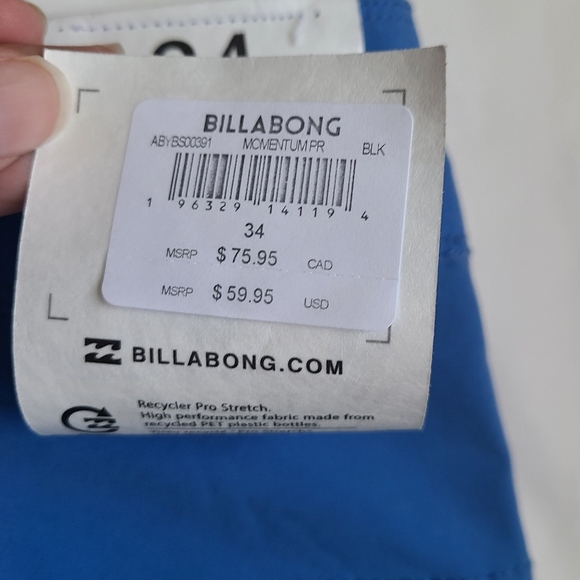 34
BILLABONG
ABYBS00391 MOMENTUM PR BLK
1 96329 14119 4
34
MSRP $75.95 CAD
MSRP $59.95 USD
BILLABONG.COM
Recycler Pro Stretch.
High performance fabric made from
recycled PET plastic bottles.